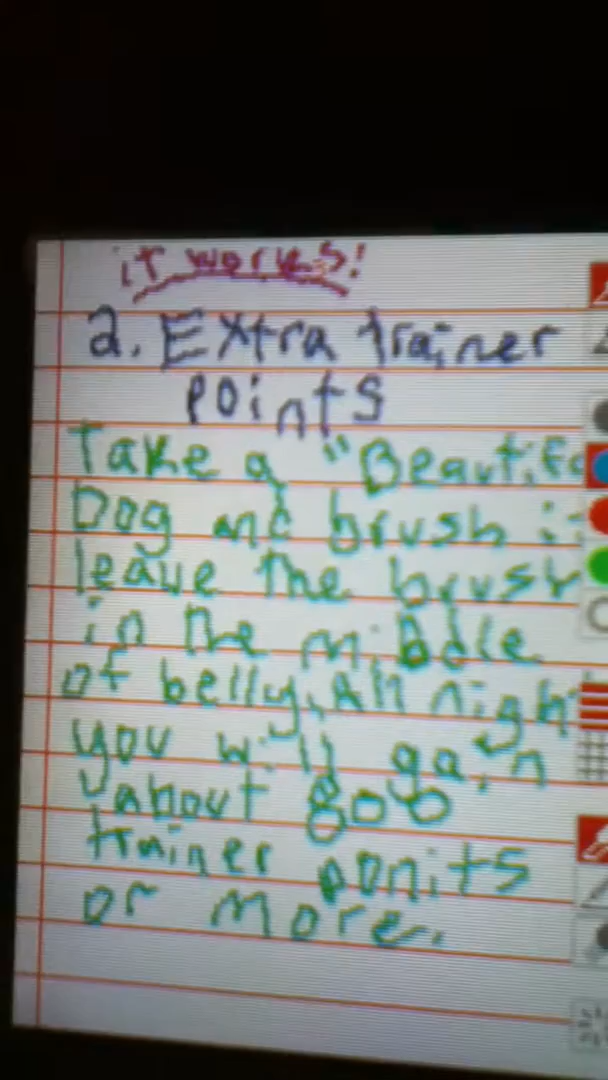 it works!
2. Extra trainer
points
Take a "Beautif
Dog and brush i
leave the brush
in the middle
of belly, All nigh
you will gain
about 800
trainer ponits
or more.